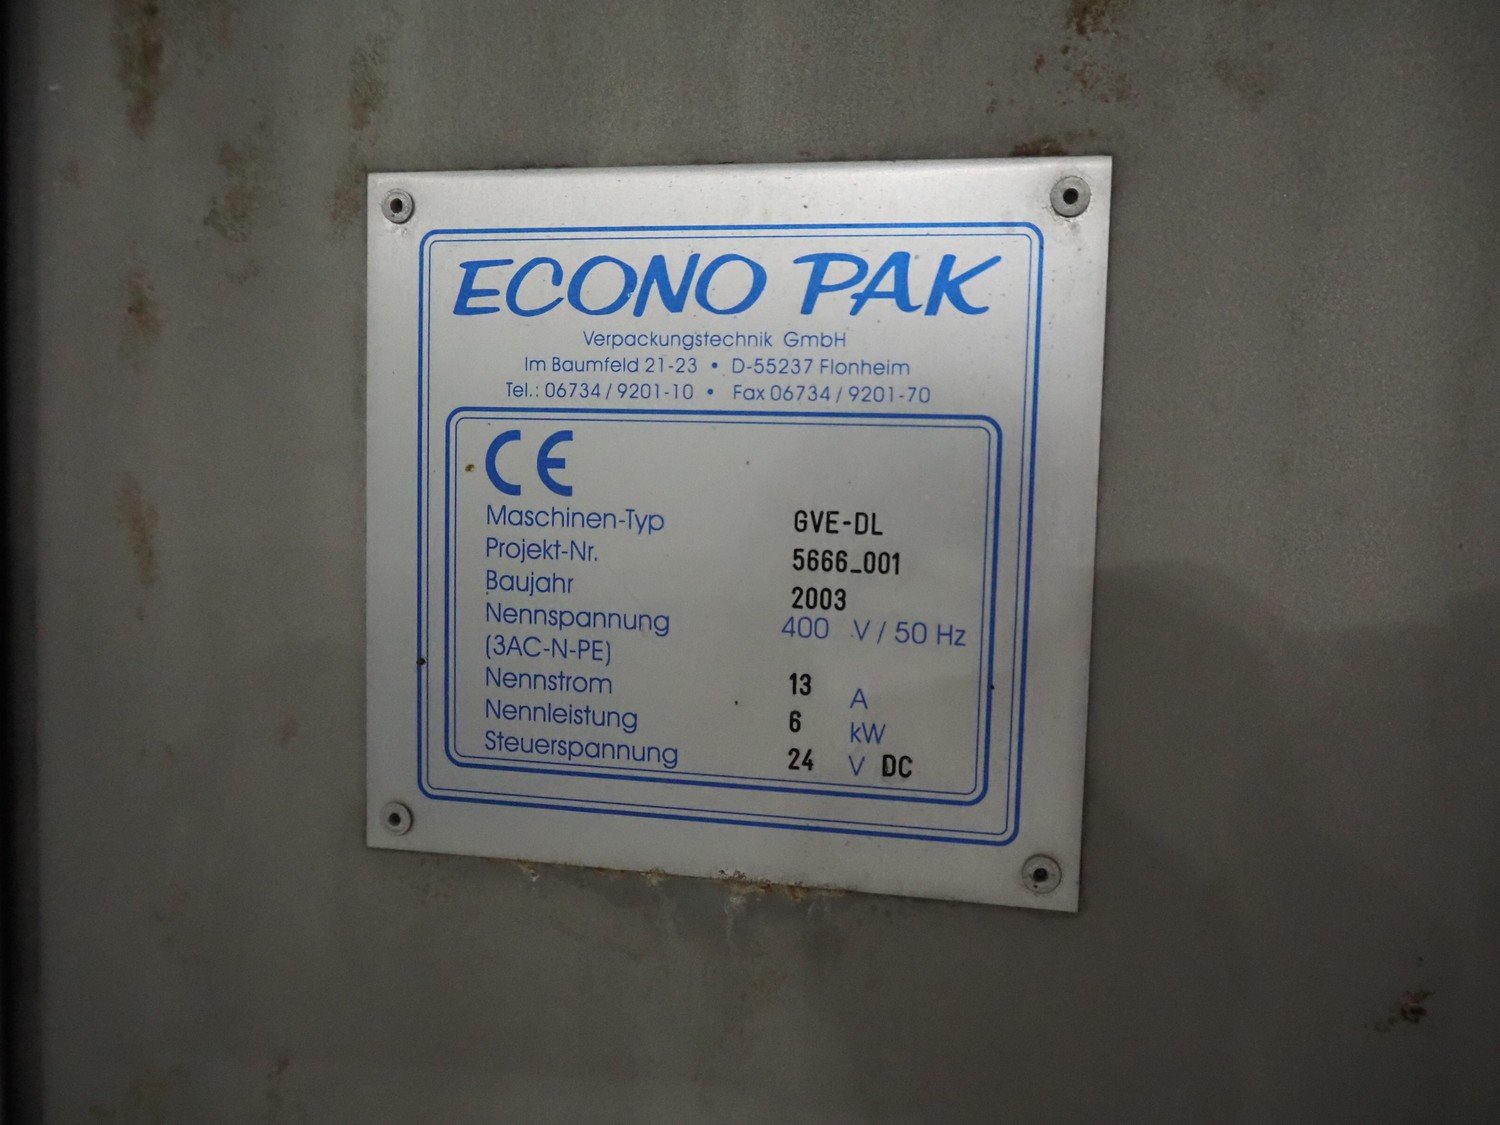 ECONO PAK
Verpackungstechnik GmbH
Im Baumfeld 21-23 • D-55237 Flonheim
Tel.: 06734 / 9201-10 • Fax 06734 / 9201-70
CE
Maschinen-Typ GVE-DL
Projekt-Nr. 5666_001
Baujahr 2003
Nennspannung 400 V / 50 Hz
(3AC-N-PE)
Nennstrom 13 A
Nennleistung 6 kW
Steuerspannung 24 V DC